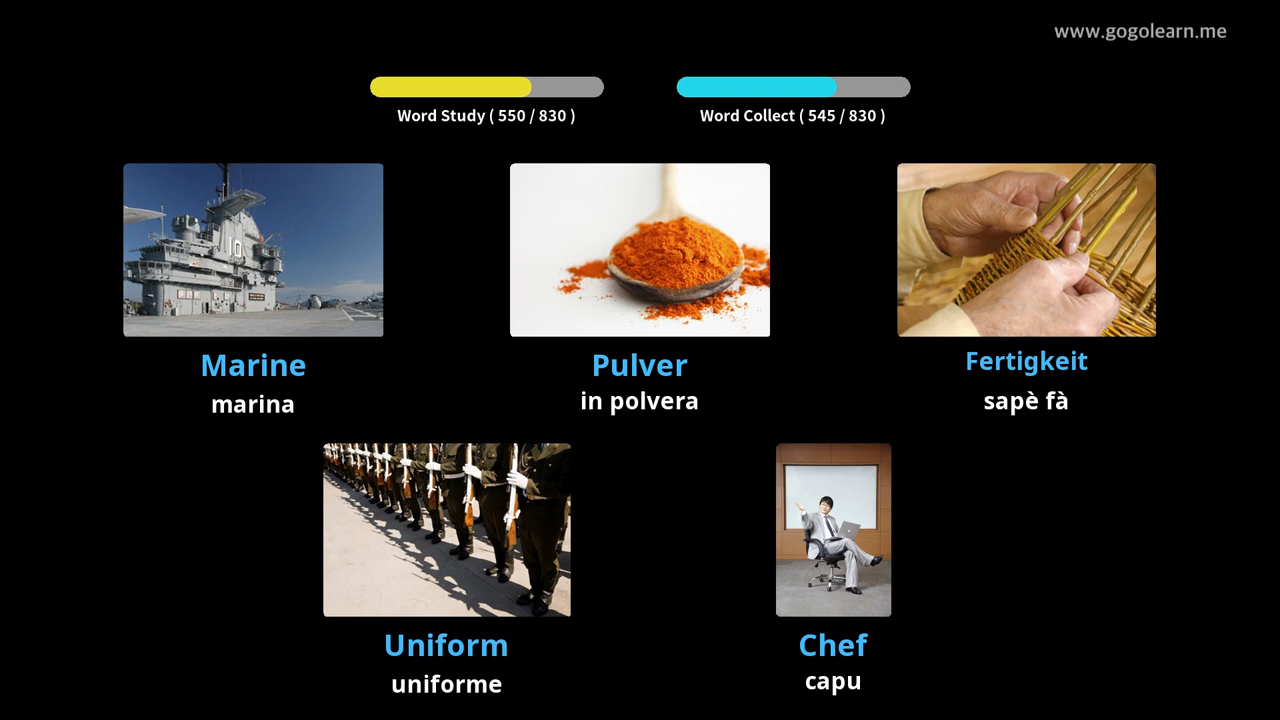 www.gogolearn.me
Word Study ( 550 / 830 )
Word Collect ( 545 / 830 )
Marine
marina
Pulver
in polvera
Fertigkeit
sapè fà
Uniform
uniforme
Chef
capu